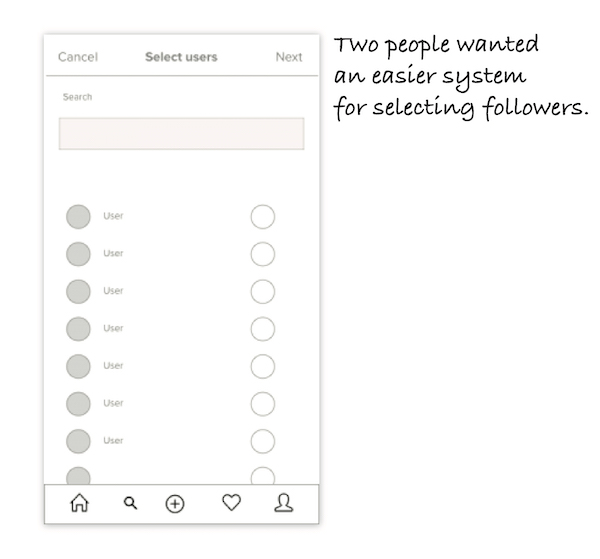 Cancel Select users Next
Two people wanted
an easier system
for selecting followers.
Search
User
User
User
User
User
User
User